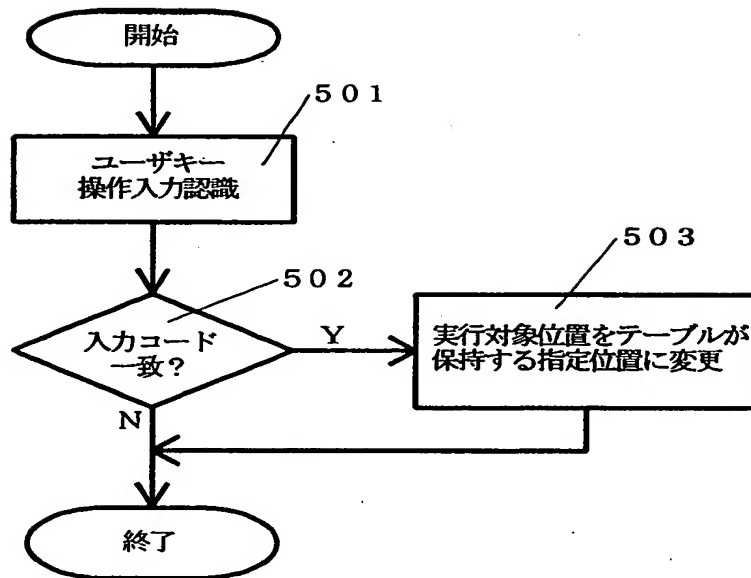 開始
５０１
ユーザキー
操作入力認識
５０２
５０３
入力コード
一致？
Y
実行対象位置をテーブルが
保持する指定位置に変更
N
終了